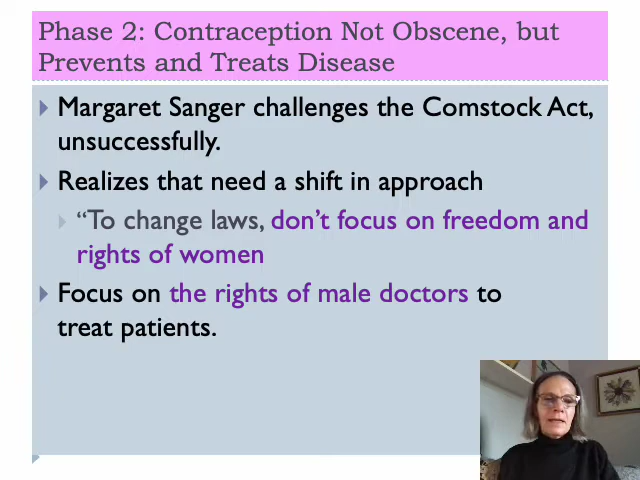 Phase 2: Contraception Not Obscene, but
Prevents and Treats Disease
Margaret Sanger challenges the Comstock Act,
unsuccessfully.
Realizes that need a shift in approach
“To change laws, don’t focus on freedom and
rights of women
Focus on the rights of male doctors to
treat patients.